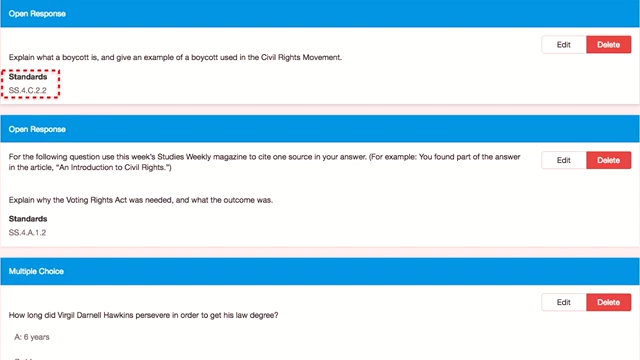 Open Response
Edit
Delete
Explain what a boycott is, and give an example of a boycott used in the Civil Rights Movement.
Standards
SS.4.C.2.2
Open Response
For the following question use this week's Studies Weekly magazine to cite one source in your answer. (For example: You found part of the answer
in the article, "An Introduction to Civil Rights.")
Edit
Delete
Explain why the Voting Rights Act was needed, and what the outcome was.
Standards
SS.4.A.1.2
Multiple Choice
Edit
Delete
How long did Virgil Darnell Hawkins persevere in order to get his law degree?
A: 6 years